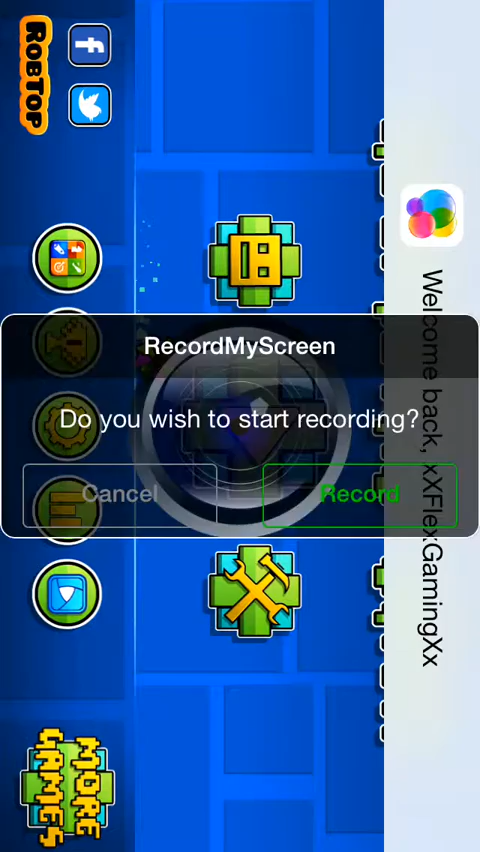 RobTop
RecordMyScreen
Do you wish to start recording?
Cancel
Record
Welcome back, xXFlexGamingXx
MORE
GAMES